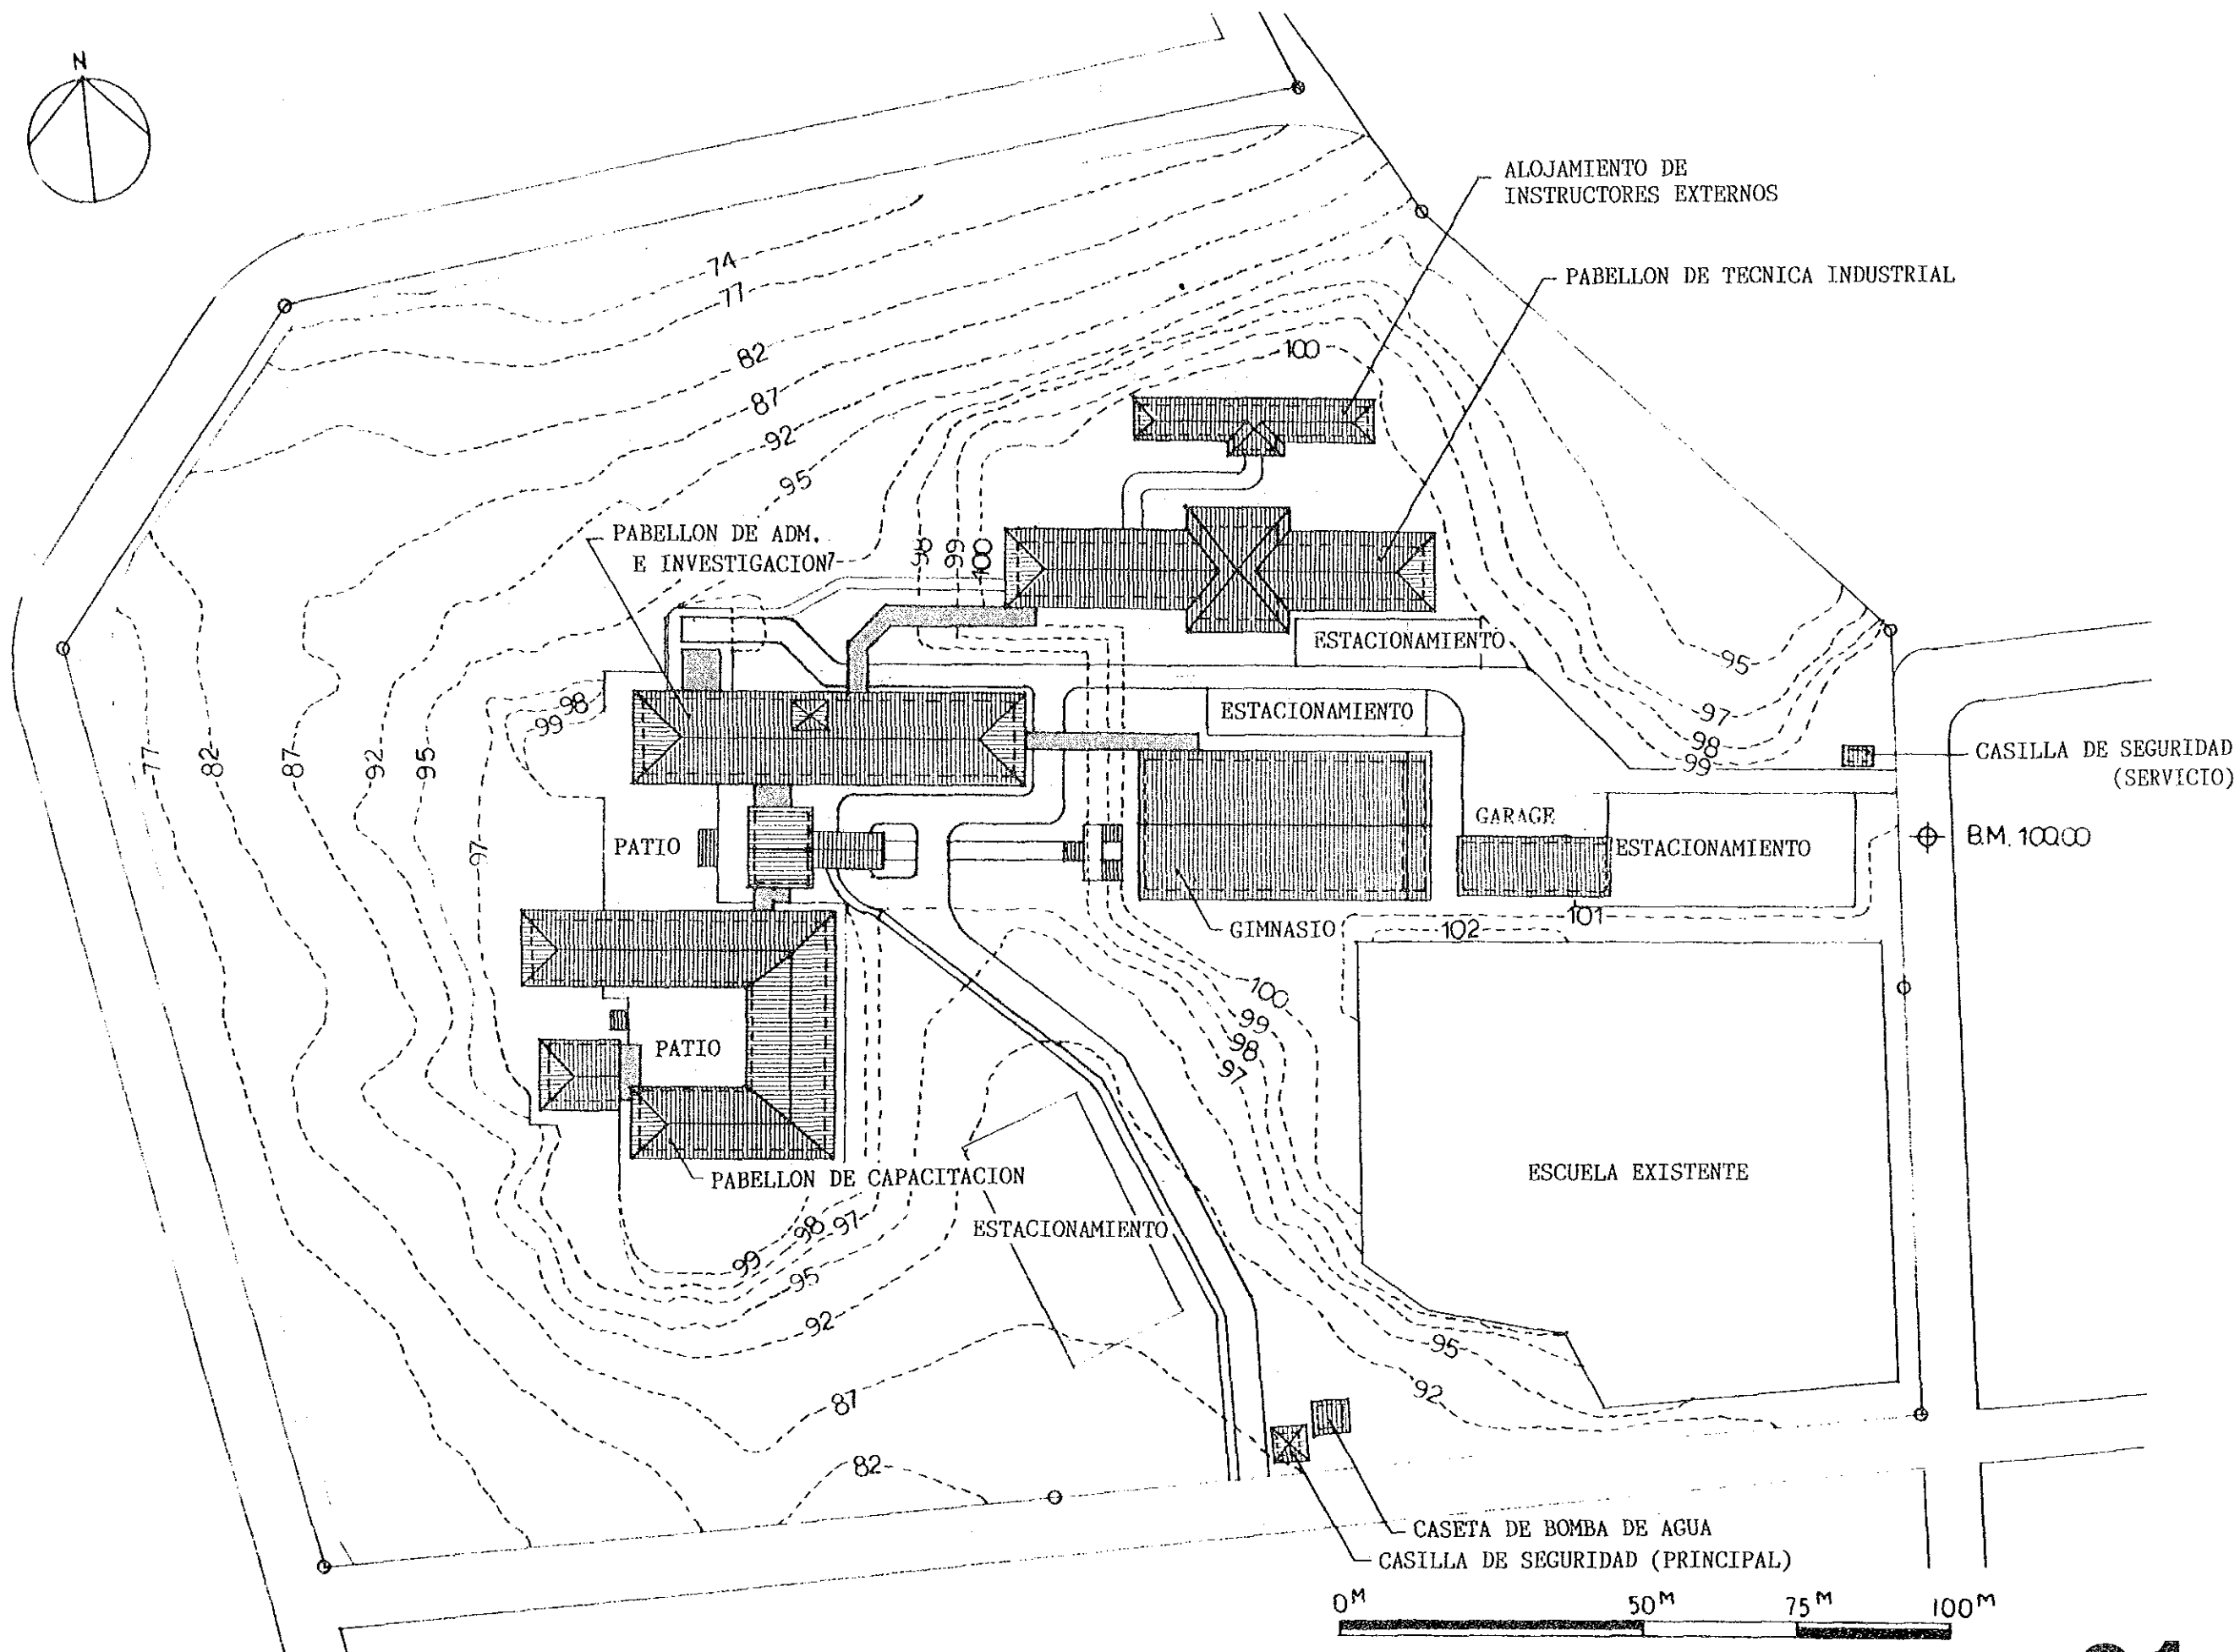 N
ALOJAMIENTO DE
INSTRUCTORES EXTERNOS
PABELLON DE TECNICA INDUSTRIAL
74
77
82
87
92
95
100
PABELLON DE ADM.
E INVESTIGACION
98
99
100
ESTACIONAMIENTO
ESTACIONAMIENTO
95
97
98
99
CASILLA DE SEGURIDAD
(SERVICIO)
98
99
77
82
87
92
95
97
PATIO
GARAGE
ESTACIONAMIENTO
B.M. 100.00
101
102
GIMNASIO
100
99
98
97
PATIO
PABELLON DE CAPACITACION
ESCUELA EXISTENTE
ESTACIONAMIENTO
98
97
99
95
92
87
82
95
92
CASETA DE BOMBA DE AGUA
CASILLA DE SEGURIDAD (PRINCIPAL)
0M 50M 75M 100M